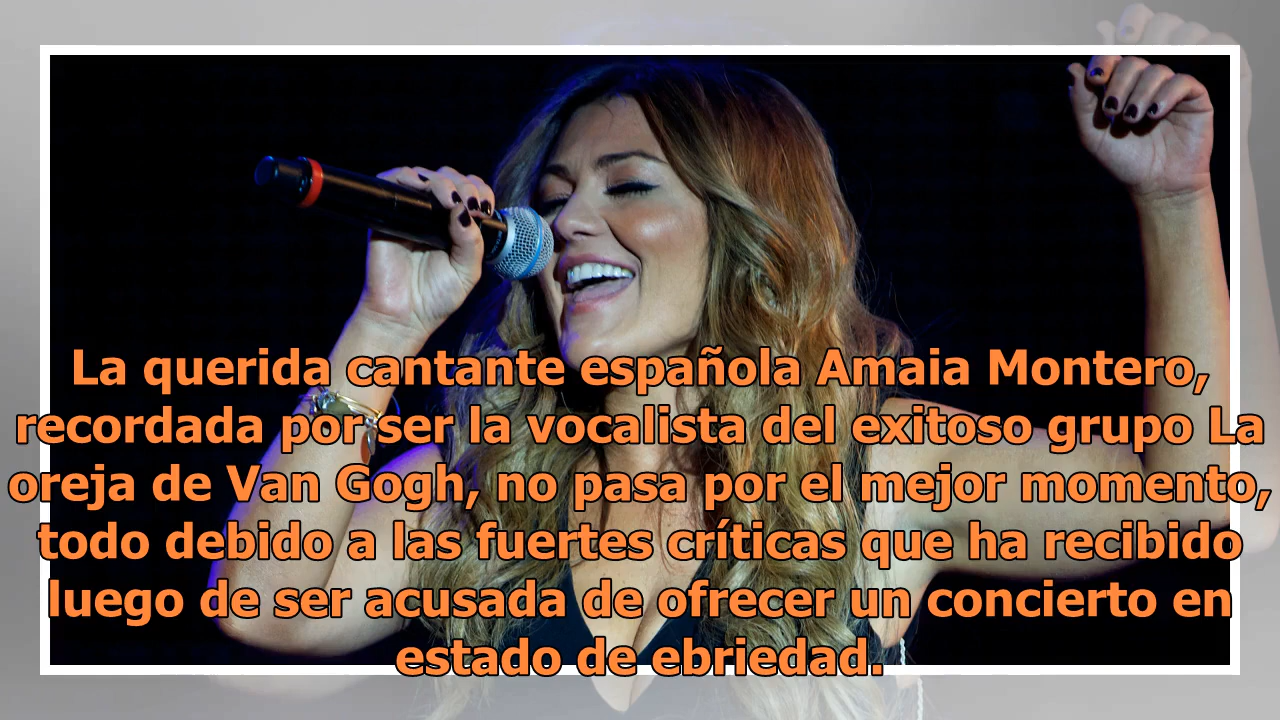 La querida cantante española Amaia Montero,
recordada por ser la vocalista del exitoso grupo La
oreja de Van Gogh, no pasa por el mejor momento,
todo debido a las fuertes críticas que ha recibido
luego de ser acusada de ofrecer un concierto en
estado de ebriedad.